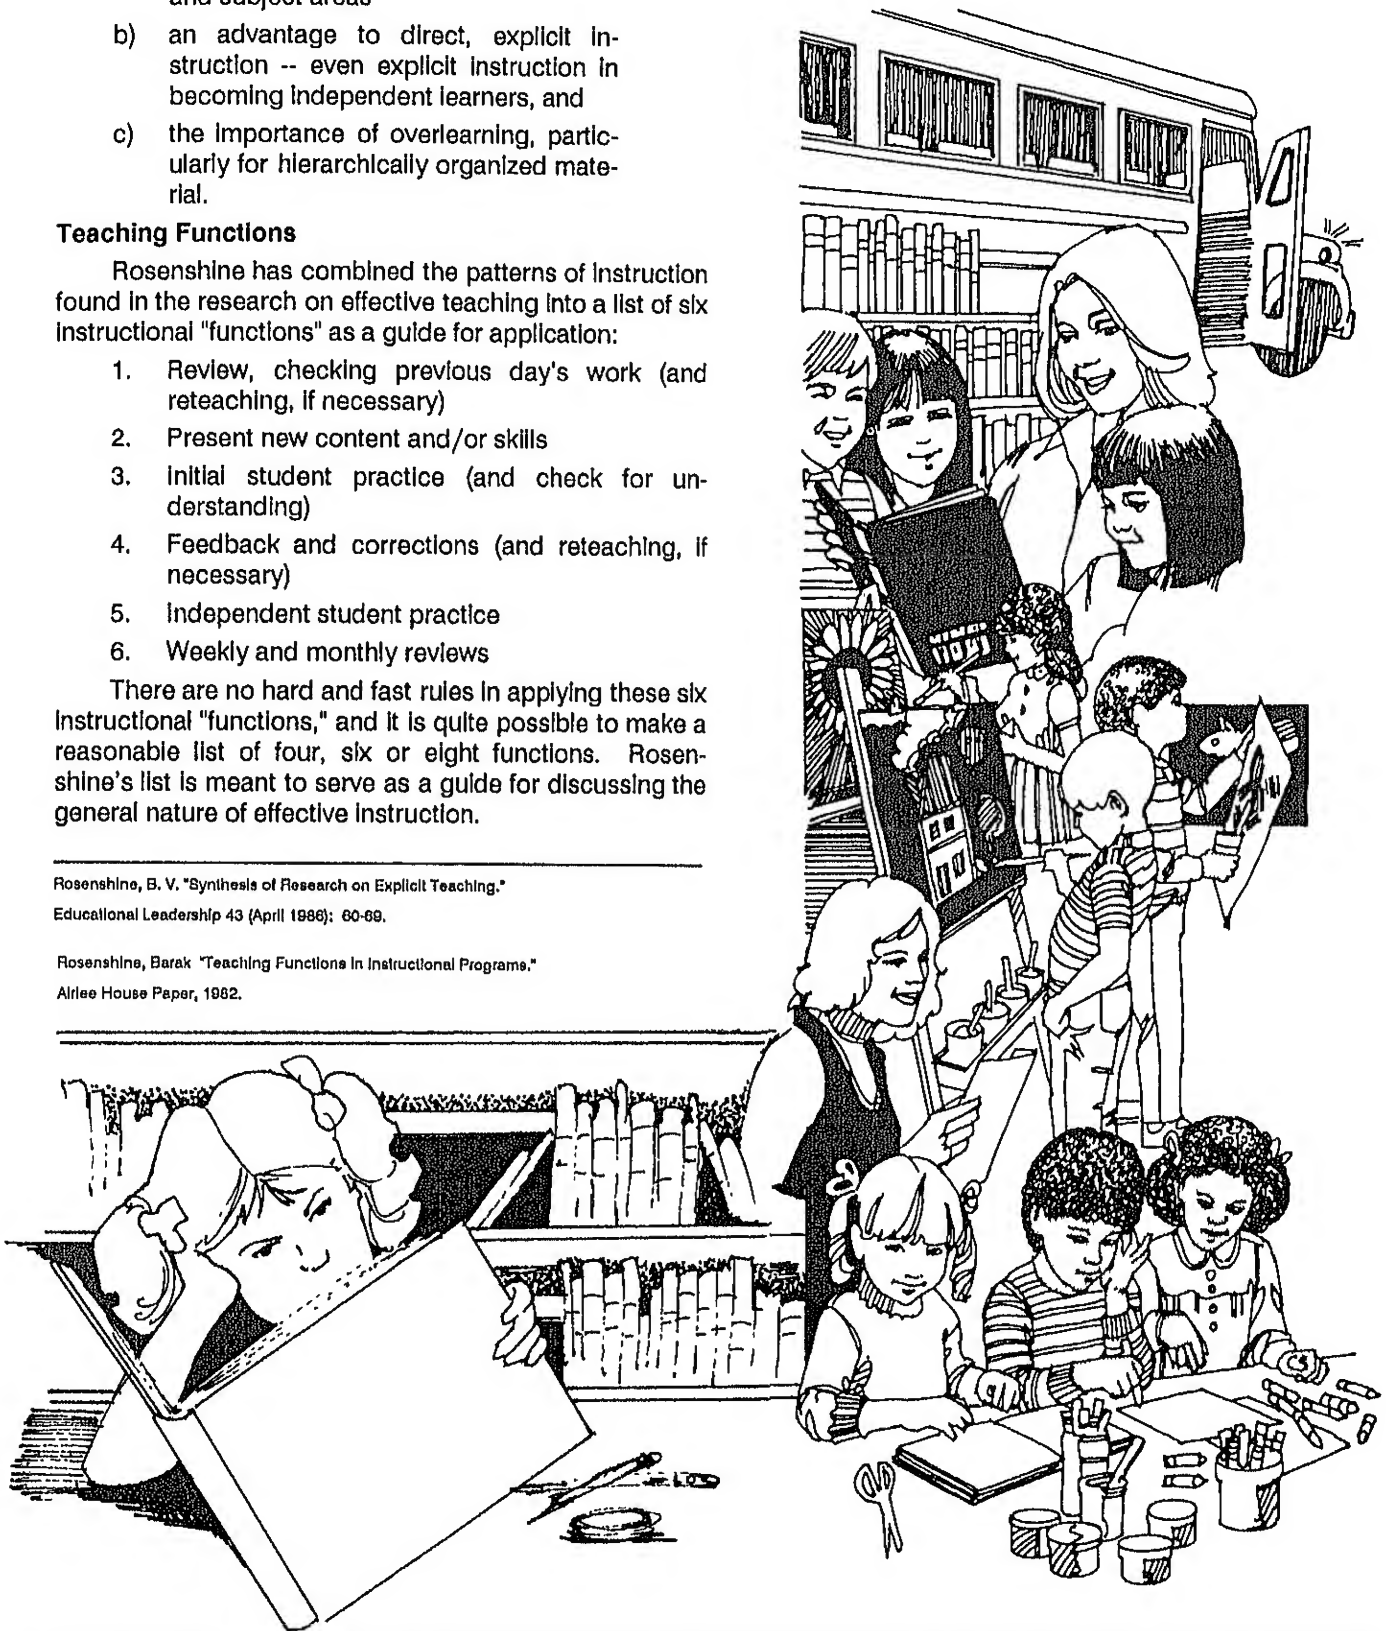 and subject areas
b) an advantage to direct, explicit in-
struction -- even explicit instruction in
becoming independent learners, and
c) the importance of overlearning, partic-
ularly for hierarchically organized mate-
rial.
Teaching Functions
Rosenshine has combined the patterns of instruction
found in the research on effective teaching into a list of six
instructional "functions" as a guide for application:
1. Review, checking previous day's work (and
reteaching, if necessary)
2. Present new content and/or skills
3. Initial student practice (and check for un-
derstanding)
4. Feedback and corrections (and reteaching, if
necessary)
5. Independent student practice
6. Weekly and monthly reviews
There are no hard and fast rules in applying these six
instructional "functions," and it is quite possible to make a
reasonable list of four, six or eight functions. Rosen-
shine's list is meant to serve as a guide for discussing the
general nature of effective instruction.
Rosenshine, B. V. "Synthesis of Research on Explicit Teaching."
Educational Leadership 43 (April 1986): 60-69.
Rosenshine, Barak "Teaching Functions in Instructional Programs."
Airlee House Paper, 1982.